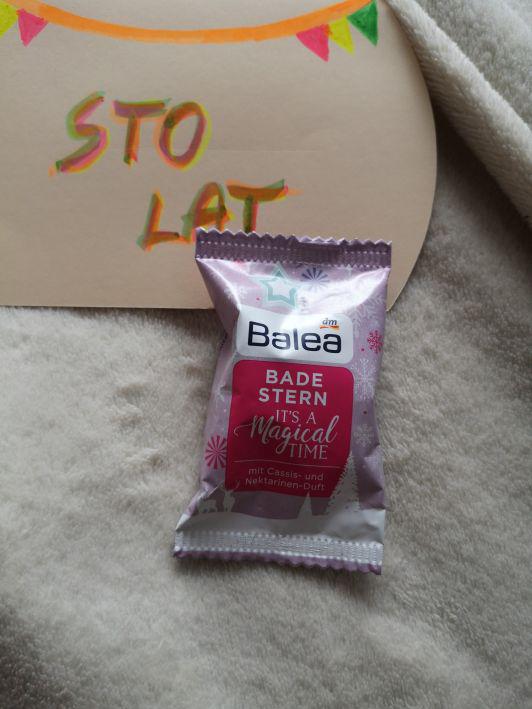 STO
LAT
dm
Balea
BADE
STERN
IT'S A
Magical
TIME
mit Cassis- und
Nektarinen-Duft